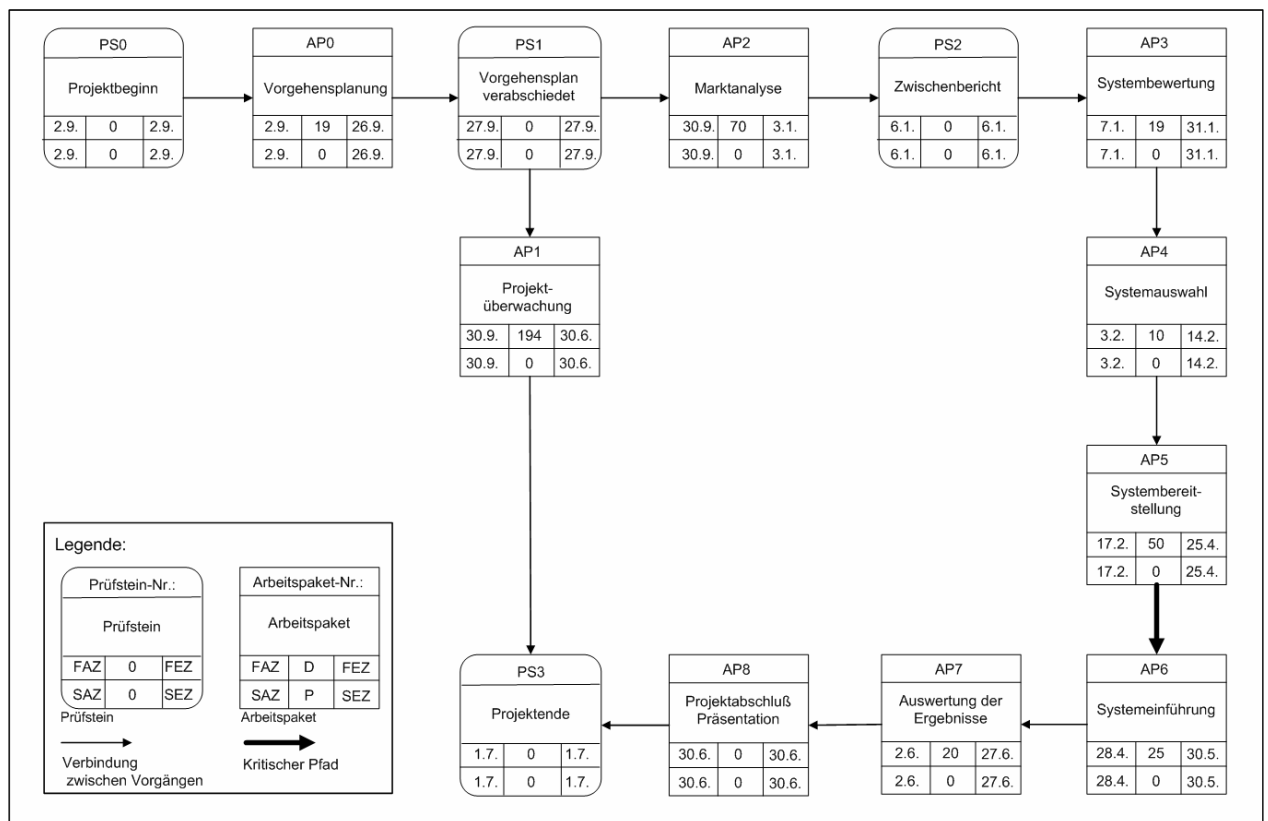 PS0
Projektbeginn
2.9. 0 2.9.
2.9. 0 2.9.
AP0
Vorgehensplanung
2.9. 19 26.9.
2.9. 0 26.9.
PS1
Vorgehensplan
verabschiedet
27.9. 0 27.9.
27.9. 0 27.9.
AP2
Marktanalyse
30.9. 70 3.1.
30.9. 0 3.1.
PS2
Zwischenbericht
6.1. 0 6.1.
6.1. 0 6.1.
AP3
Systembewertung
7.1. 19 31.1.
7.1. 0 31.1.
AP1
Projekt-
überwachung
30.9. 194 30.6.
30.9. 0 30.6.
AP4
Systemauswahl
3.2. 10 14.2.
3.2. 0 14.2.
AP5
Systembereit-
stellung
17.2. 50 25.4.
17.2. 0 25.4.
PS3
Projektende
1.7. 0 1.7.
1.7. 0 1.7.
AP8
Projektabschluß
Präsentation
30.6. 0 30.6.
30.6. 0 30.6.
AP7
Auswertung der
Ergebnisse
2.6. 20 27.6.
2.6. 0 27.6.
AP6
Systemeinführung
28.4. 25 30.5.
28.4. 0 30.5.
Legende:
Prüfstein-Nr.:
Prüfstein
FAZ 0 FEZ
SAZ 0 SEZ
Prüfstein
Arbeitspaket-Nr.:
Arbeitspaket
FAZ D FEZ
SAZ P SEZ
Arbeitspaket
Verbindung
zwischen Vorgängen
Kritischer Pfad